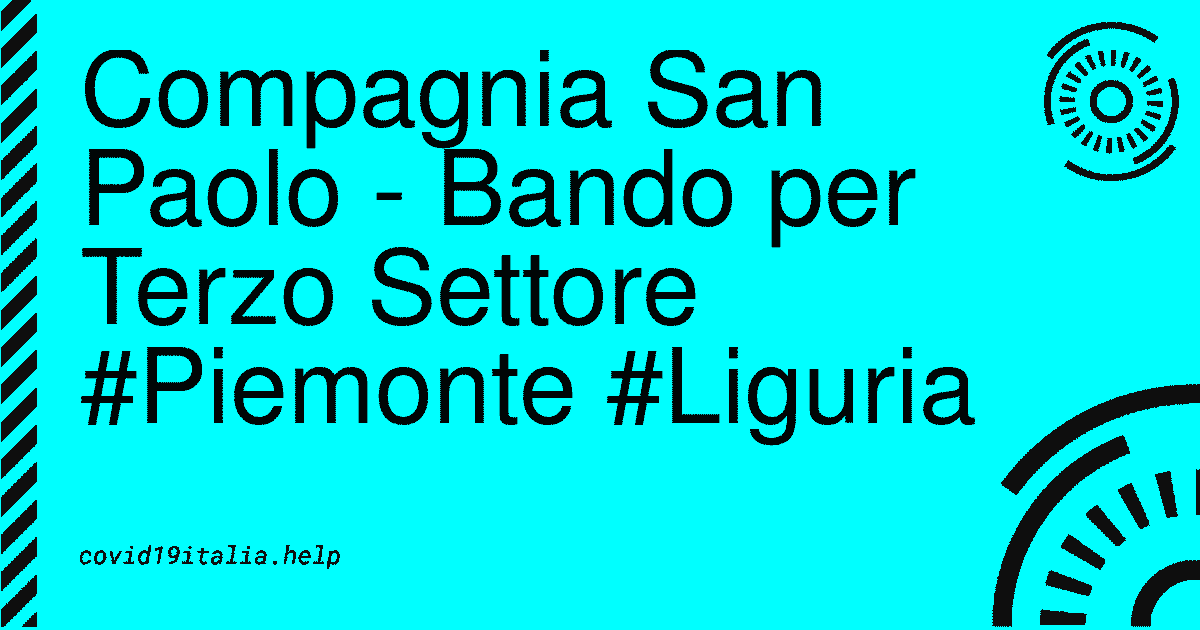 Compagnia San
Paolo - Bando per
Terzo Settore
#Piemonte #Liguria
covid19italia.help